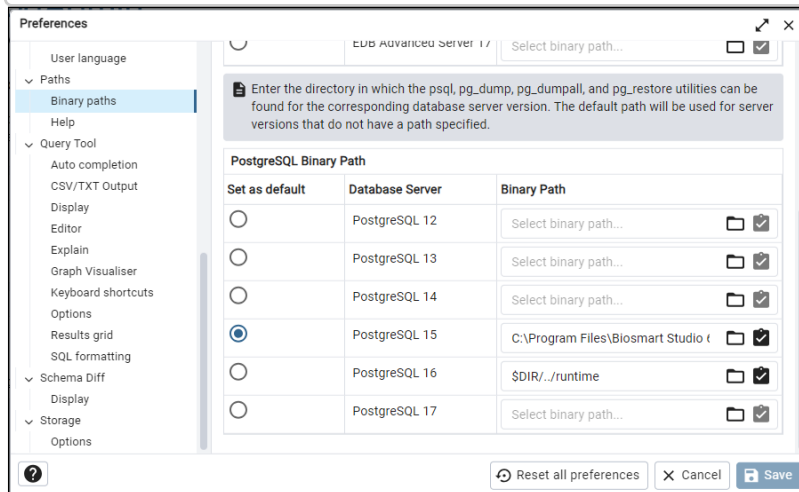 Preferences
User language
Paths
Binary paths
Help
Query Tool
Auto completion
CSV/TXT Output
Display
Editor
Explain
Graph Visualiser
Keyboard shortcuts
Options
Results grid
SQL formatting
Schema Diff
Display
Storage
Options
EDB Advanced Server 17 Select binary path...
Enter the directory in which the psql, pg_dump, pg_dumpall, and pg_restore utilities can be
found for the corresponding database server version. The default path will be used for server
versions that do not have a path specified.
PostgreSQL Binary Path
Set as default Database Server Binary Path
PostgreSQL 12 Select binary path...
PostgreSQL 13 Select binary path...
PostgreSQL 14 Select binary path...
PostgreSQL 15 C:\Program Files\Biosmart Studio
PostgreSQL 16 $DIR/../runtime
PostgreSQL 17 Select binary path...
? Reset all preferences Cancel Save